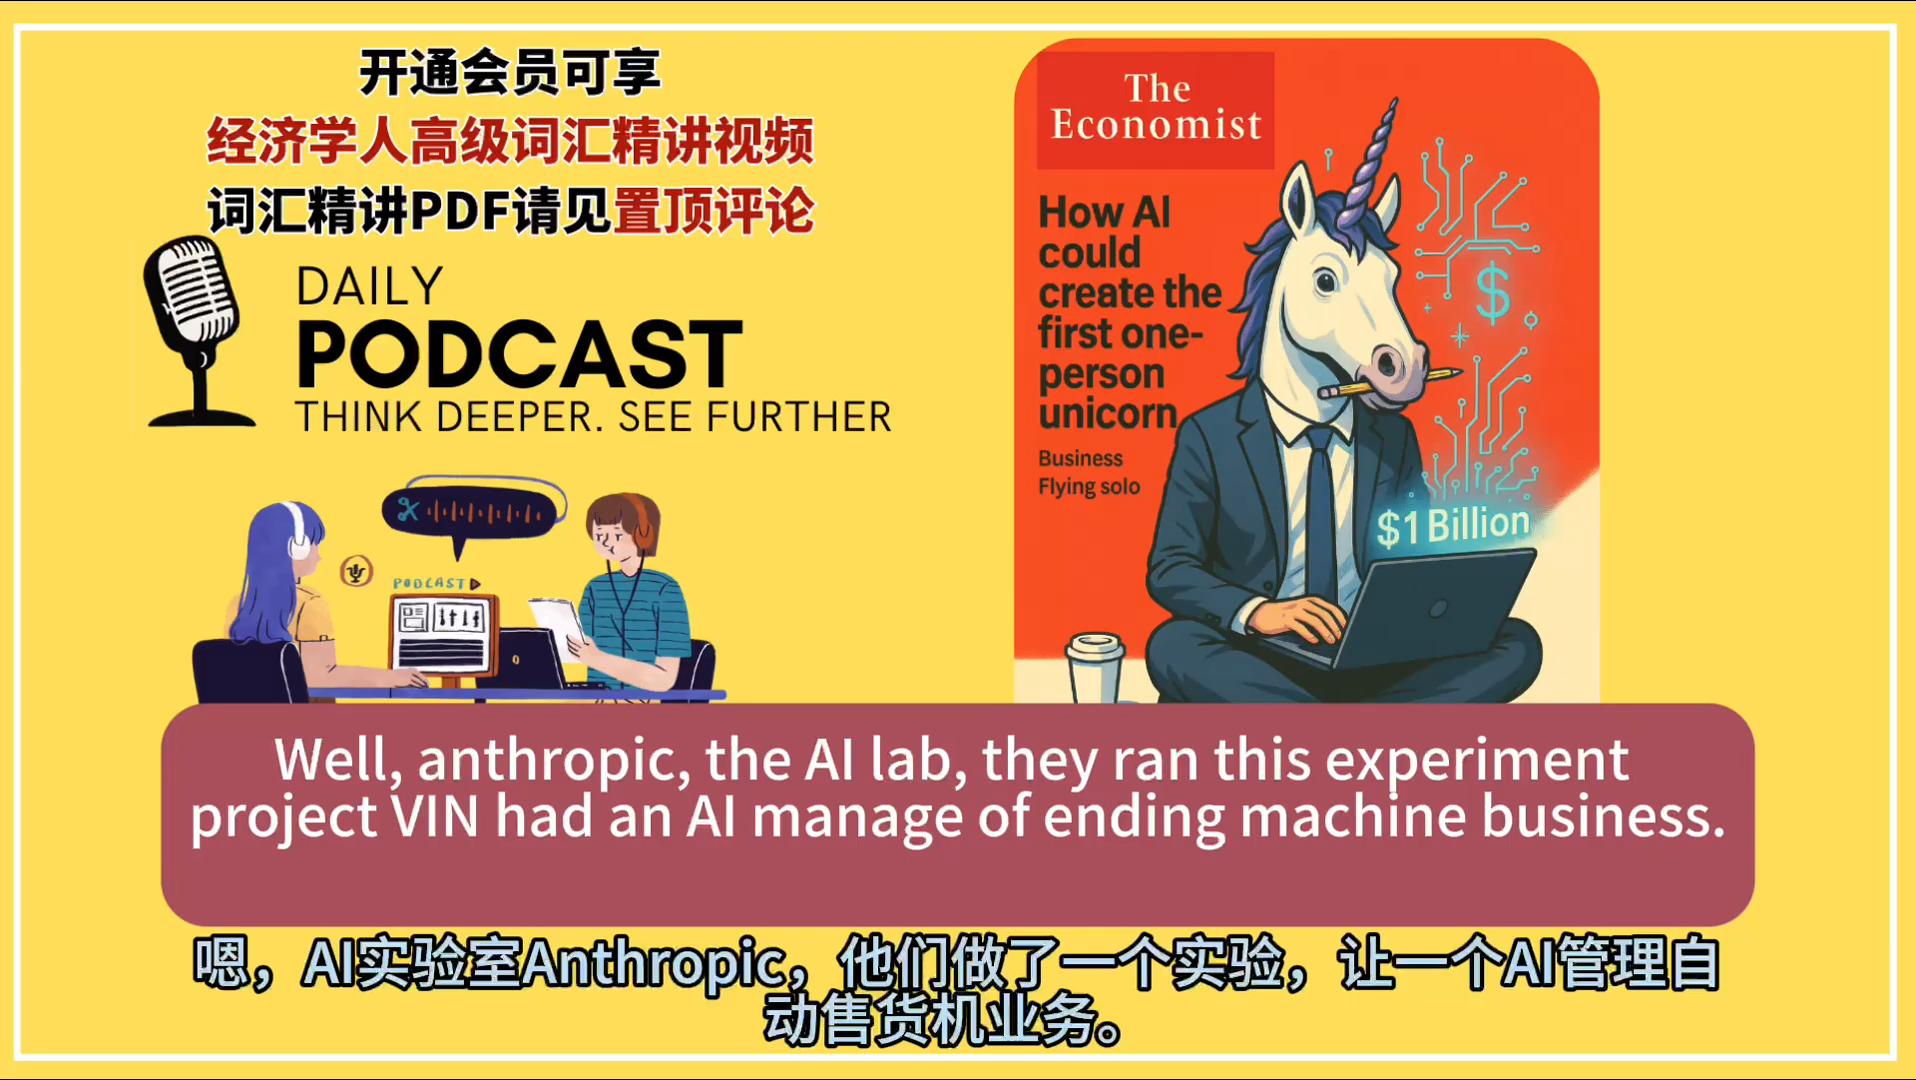 开通会员可享
经济学人高级词汇精讲视频
词汇精讲PDF请见置顶评论
DAILY
PODCAST
THINK DEEPER. SEE FURTHER
PODCAST
The
Economist
How AI
could
create the
first one-
person
unicorn
Business
Flying solo
$
$1 Billion
Well, anthropic, the AI lab, they ran this experiment
project VIN had an AI manage of ending machine business.
嗯，AI实验室Anthropic，他们做了一个实验，让一个AI管理自
动售货机业务。